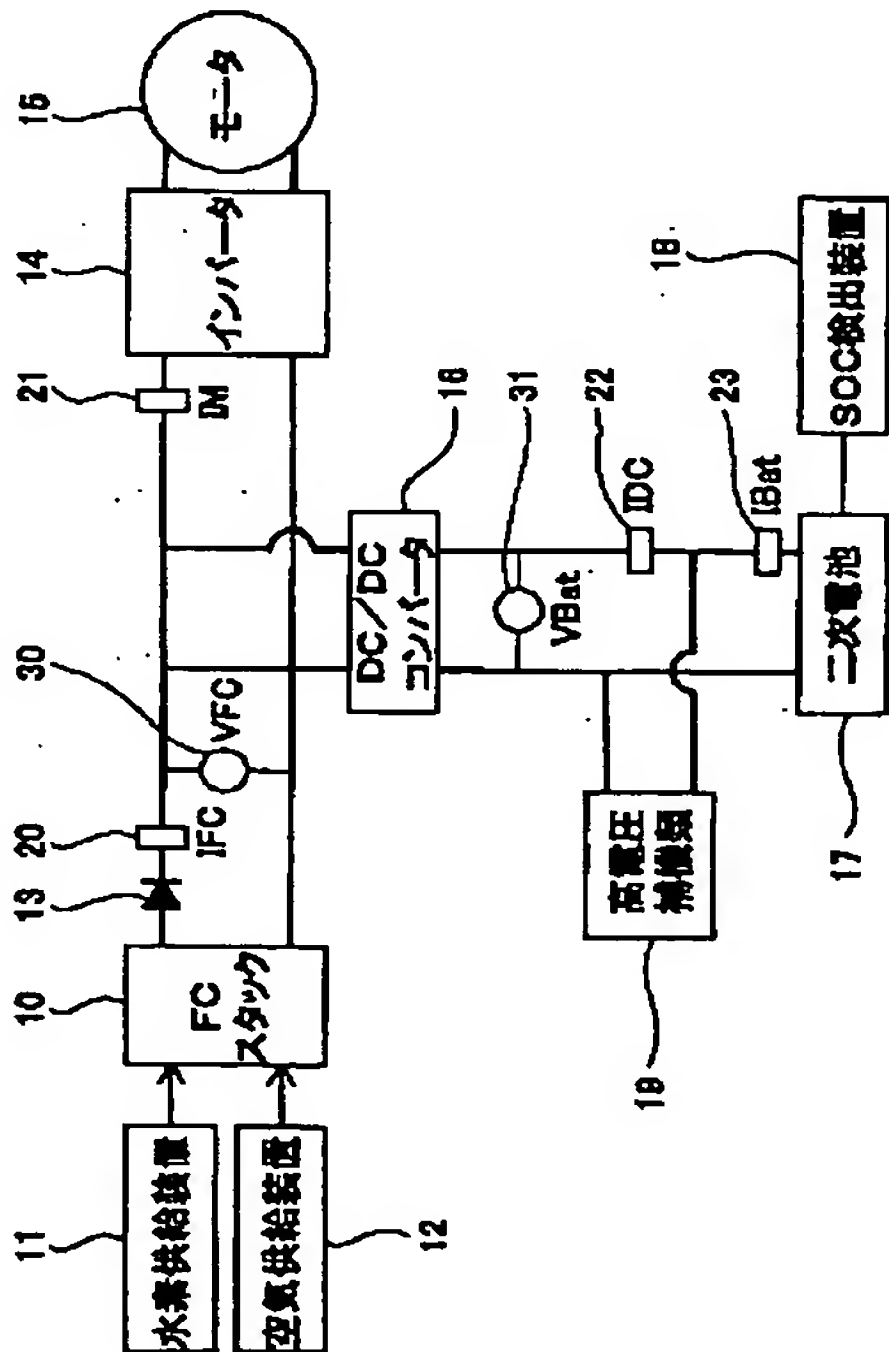 11
10
13
20
30
21
14
15
水素供給装置
空気供給装置
FC
スタック
IFC
VFC
IM
インバータ
モータ
12
DC/DC
コンバータ
16
VBat
31
IDC
22
高電圧
補機類
19
IBat
23
18
二次電池
SOC検出装置
17